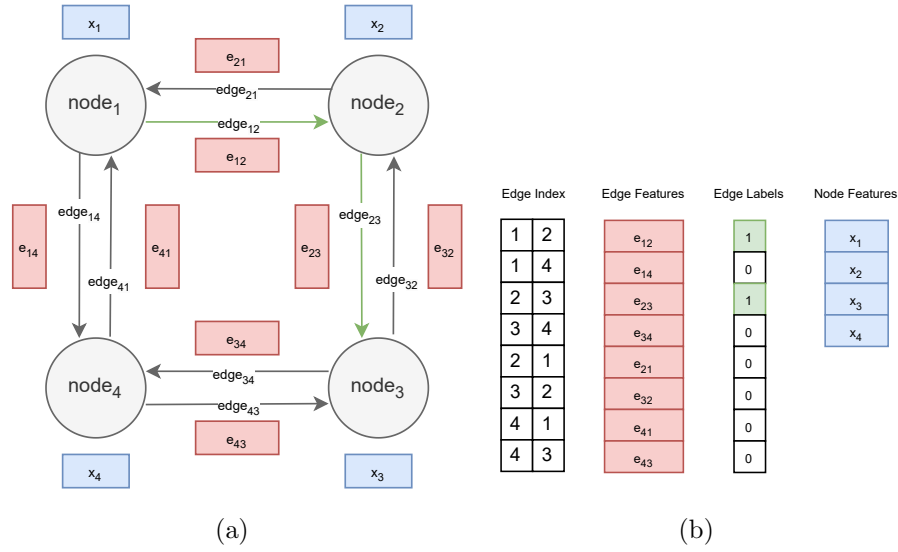 x₁
x₂
e₂₁
node₁
edge₂₁
node₂
edge₁₂
e₁₂
e₁₄
edge₁₄
edge₄₁
e₄₁
e₂₃
edge₂₃
edge₃₂
e₃₂
e₃₄
node₄
edge₃₄
node₃
edge₄₃
e₄₃
x₄
x₃
(a)
Edge Index Edge Features Edge Labels Node Features
1 2 e₁₂ 1 x₁
1 4 e₁₄ 0 x₂
2 3 e₂₃ 1 x₃
3 4 e₃₄ 0 x₄
2 1 e₂₁ 0
3 2 e₃₂ 0
4 1 e₄₁ 0
4 3 e₄₃ 0
(b)